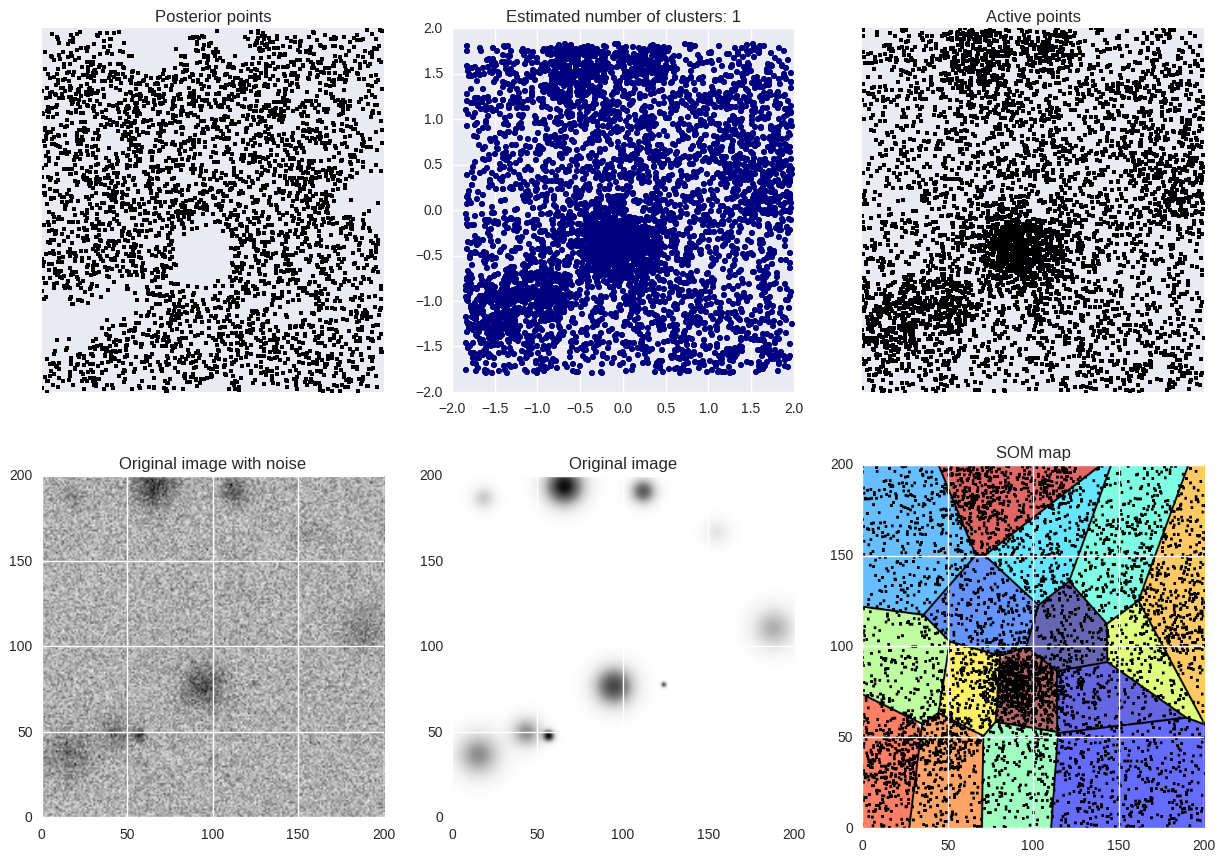 Posterior points
Estimated number of clusters: 1
Active points
2.0
1.5
1.0
0.5
0.0
−0.5
−1.0
−1.5
−2.0
−2.0 −1.5 −1.0 −0.5 0.0 0.5 1.0 1.5 2.0
Original image with noise
200
150
100
50
0
0 50 100 150 200
Original image
200
150
100
50
0
0 50 100 150 200
SOM map
200
150
100
50
0
0 50 100 150 200